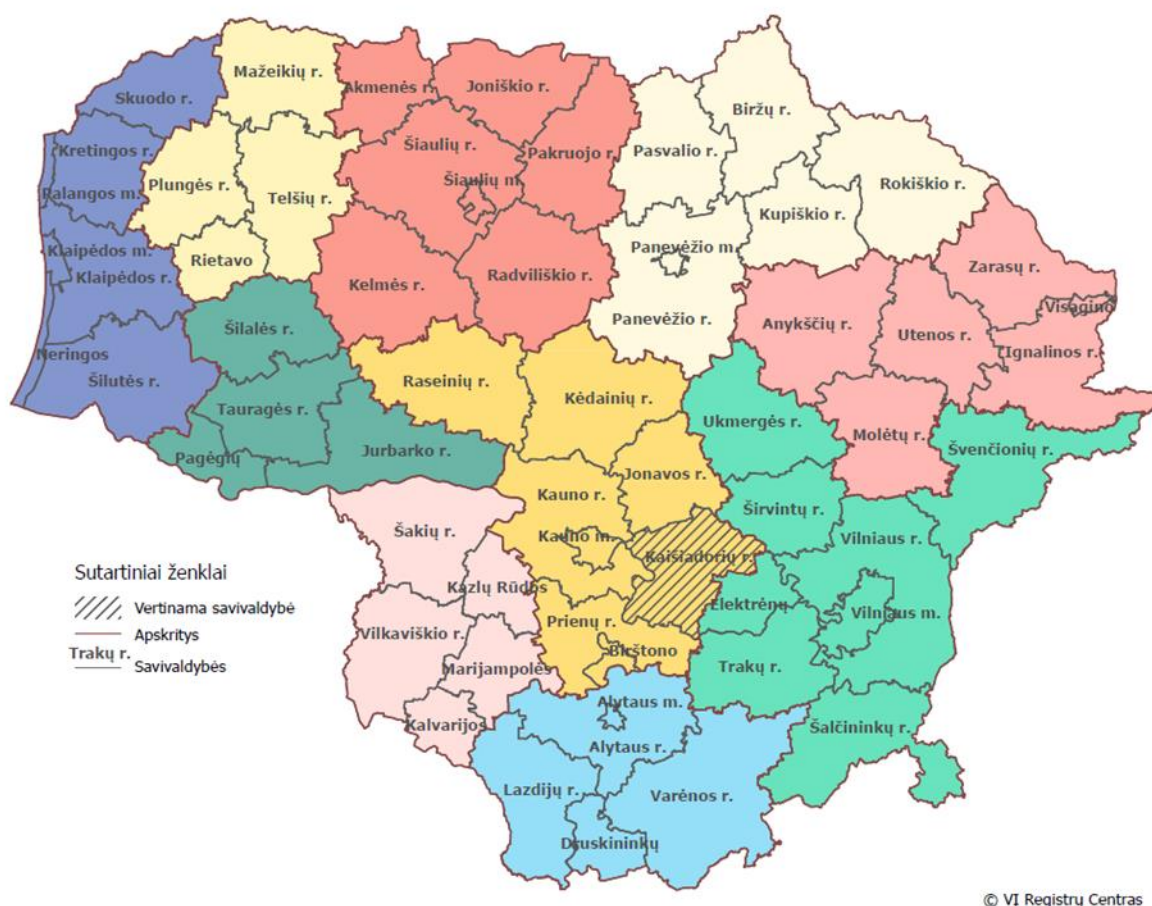 Mažeikių r.
Skuodo r.
Akmenės r.
Joniškio r.
Biržų r.
Kretingos r.
Šiaulių r.
Pakruojo r.
Pasvalio r.
Palangos m.
Plungės r.
Telšių r.
Šiaulių m.
Rokiškio r.
Kupiškio r.
Klaipėdos m.
Rietavo
Panevėžio m.
Klaipėdos r.
Kelmės r.
Radviliškio r.
Zarasų r.
Visagino
Šilalės r.
Panevėžio r.
Anykščių r.
Utenos r.
Ignalinos r.
Neringos
Šilutės r.
Raseinių r.
Kėdainių r.
Tauragės r.
Ukmergės r.
Molėtų r.
Pagėgių
Jurbarko r.
Švenčionių r.
Jonavos r.
Kauno r.
Širvintų r.
Šakių r.
Kauno m.
Kaišiadorių r.
Vilniaus r.
Sutartiniai ženklai
Kazlų Rūdos
Elektrėnų
Vertinama savivaldybė
Vilkaviškio r.
Prienų r.
Vilniaus m.
Apskritys
Birštono
Trakų r.
Savivaldybės
Marijampolės
Trakų r.
Kalvarijos
Alytaus m.
Šalčininkų r.
Alytaus r.
Lazdijų r.
Varėnos r.
Druskininkų
© VI Registrų Centras